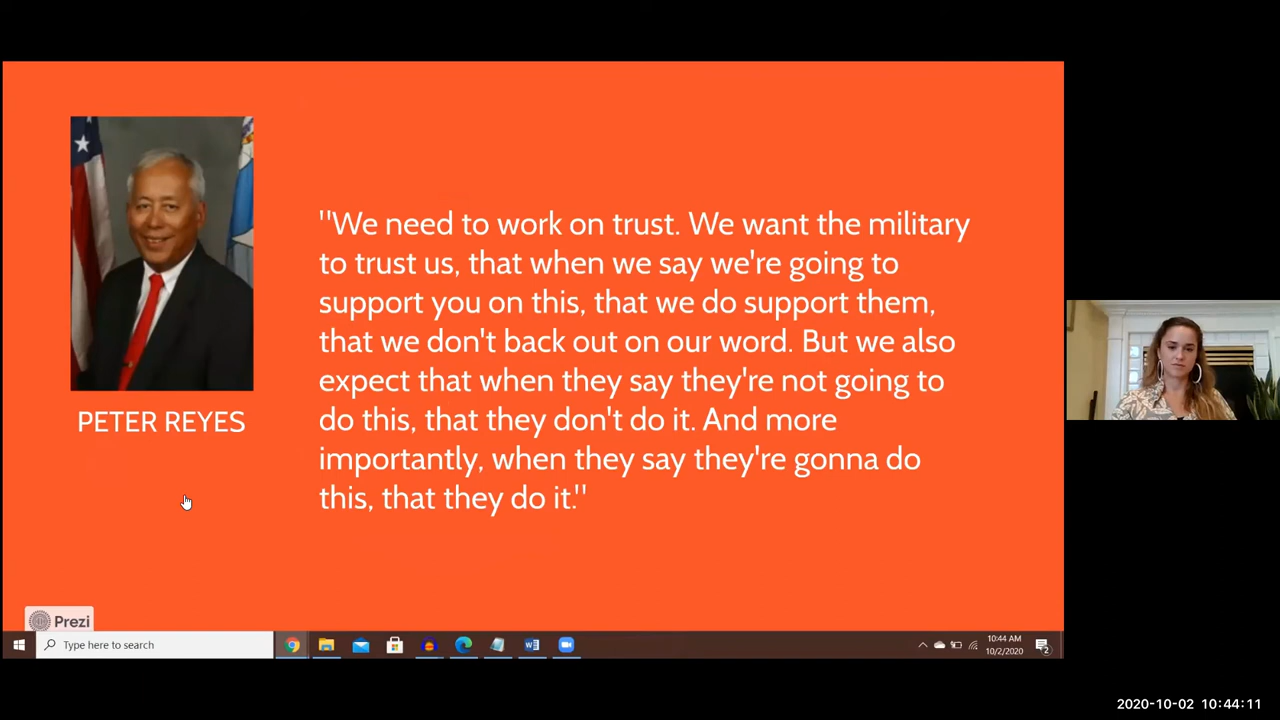 "We need to work on trust. We want the military
to trust us, that when we say we're going to
support you on this, that we do support them,
that we don't back out on our word. But we also
expect that when they say they're not going to
do this, that they don't do it. And more
importantly, when they say they're gonna do
this, that they do it."
PETER REYES
Prezi
Type here to search
10:44 AM
10/2/2020
2
2020-10-02 10:44:11